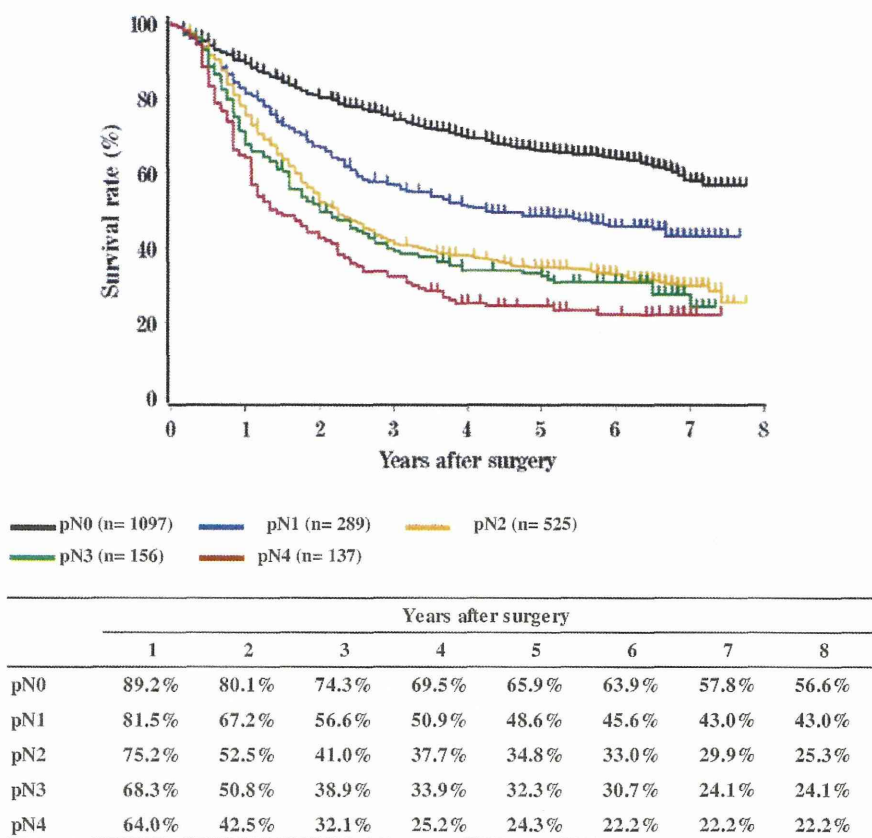 100
80
60
40
20
0
Survival rate (%)
0 1 2 3 4 5 6 7 8
Years after surgery
pN0 (n= 1097) pN1 (n= 289) pN2 (n= 525)
pN3 (n= 156) pN4 (n= 137)
Years after surgery
1 2 3 4 5 6 7 8
pN0 89.2% 80.1% 74.3% 69.5% 65.9% 63.9% 57.8% 56.6%
pN1 81.5% 67.2% 56.6% 50.9% 48.6% 45.6% 43.0% 43.0%
pN2 75.2% 52.5% 41.0% 37.7% 34.8% 33.0% 29.9% 25.3%
pN3 68.3% 50.8% 38.9% 33.9% 32.3% 30.7% 24.1% 24.1%
pN4 64.0% 42.5% 32.1% 25.2% 24.3% 22.2% 22.2% 22.2%